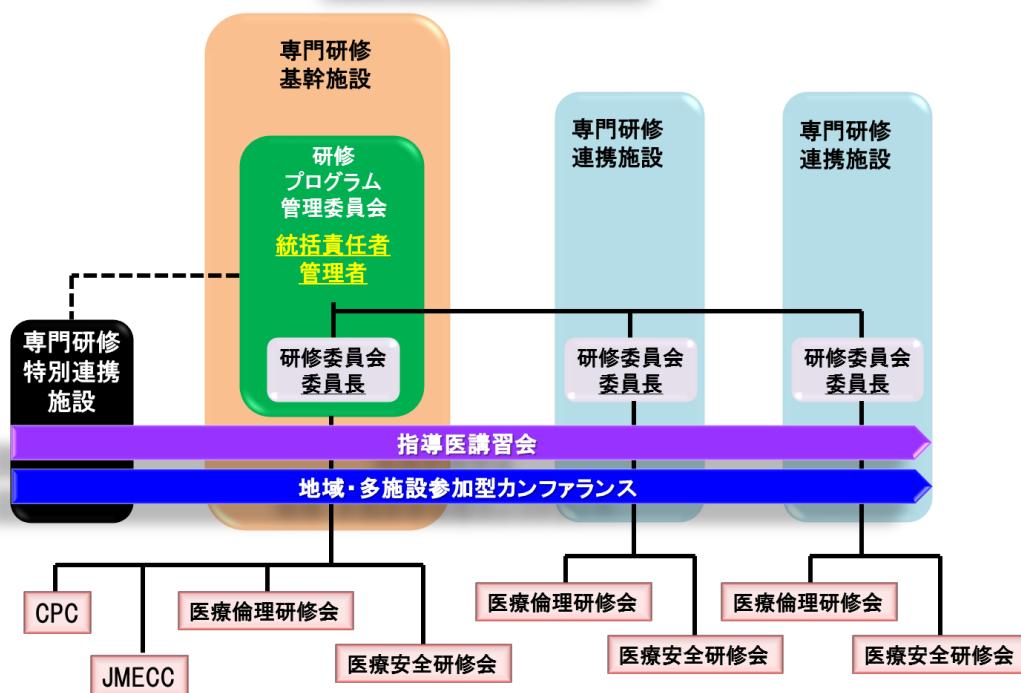 専門研修
基幹施設
研修
プログラム
管理委員会
統括責任者
管理者
専門研修
連携施設
専門研修
連携施設
専門研修
特別連携
施設
研修委員会
委員長
研修委員会
委員長
研修委員会
委員長
指導医講習会
地域・多施設参加型カンファランス
CPC
JMECC
医療倫理研修会
医療安全研修会
医療倫理研修会
医療安全研修会
医療倫理研修会
医療安全研修会